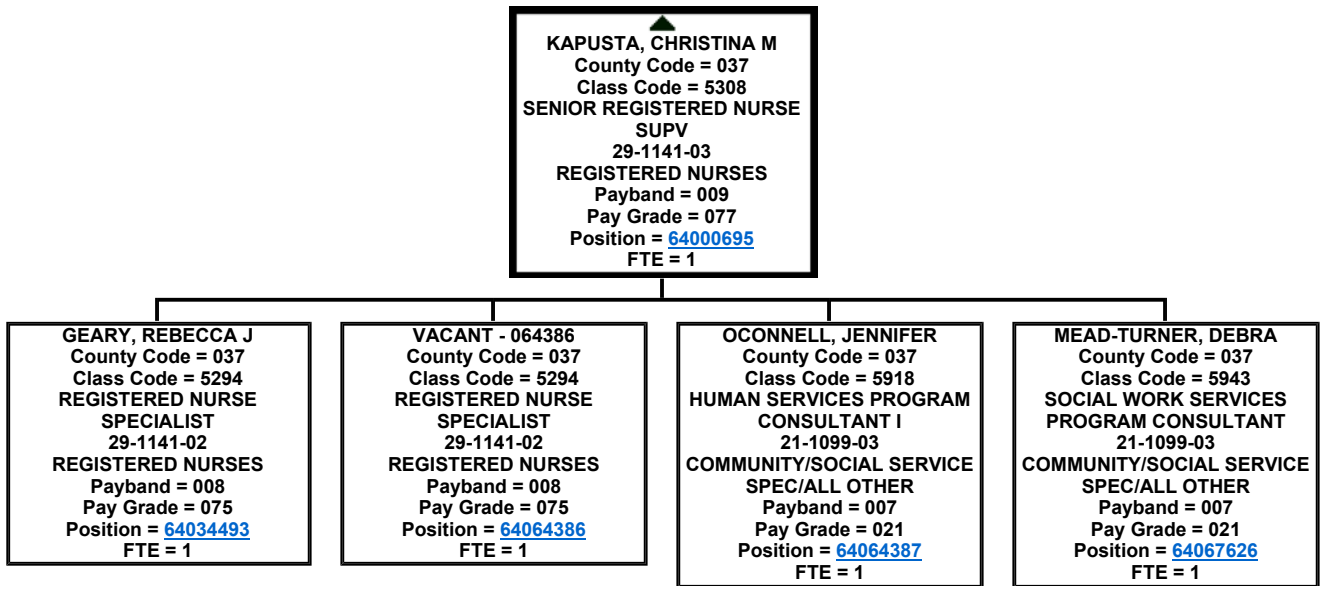 KAPUSTA, CHRISTINA M
County Code = 037
Class Code = 5308
SENIOR REGISTERED NURSE
SUPV
29-1141-03
REGISTERED NURSES
Payband = 009
Pay Grade = 077
Position = 64000695
FTE = 1
GEARY, REBECCA J
County Code = 037
Class Code = 5294
REGISTERED NURSE
SPECIALIST
29-1141-02
REGISTERED NURSES
Payband = 008
Pay Grade = 075
Position = 64034493
FTE = 1
VACANT - 064386
County Code = 037
Class Code = 5294
REGISTERED NURSE
SPECIALIST
29-1141-02
REGISTERED NURSES
Payband = 008
Pay Grade = 075
Position = 64064386
FTE = 1
OCONNELL, JENNIFER
County Code = 037
Class Code = 5918
HUMAN SERVICES PROGRAM
CONSULTANT I
21-1099-03
COMMUNITY/SOCIAL SERVICE
SPEC/ALL OTHER
Payband = 007
Pay Grade = 021
Position = 64064387
FTE = 1
MEAD-TURNER, DEBRA
County Code = 037
Class Code = 5943
SOCIAL WORK SERVICES
PROGRAM CONSULTANT
21-1099-03
COMMUNITY/SOCIAL SERVICE
SPEC/ALL OTHER
Payband = 007
Pay Grade = 021
Position = 64067626
FTE = 1